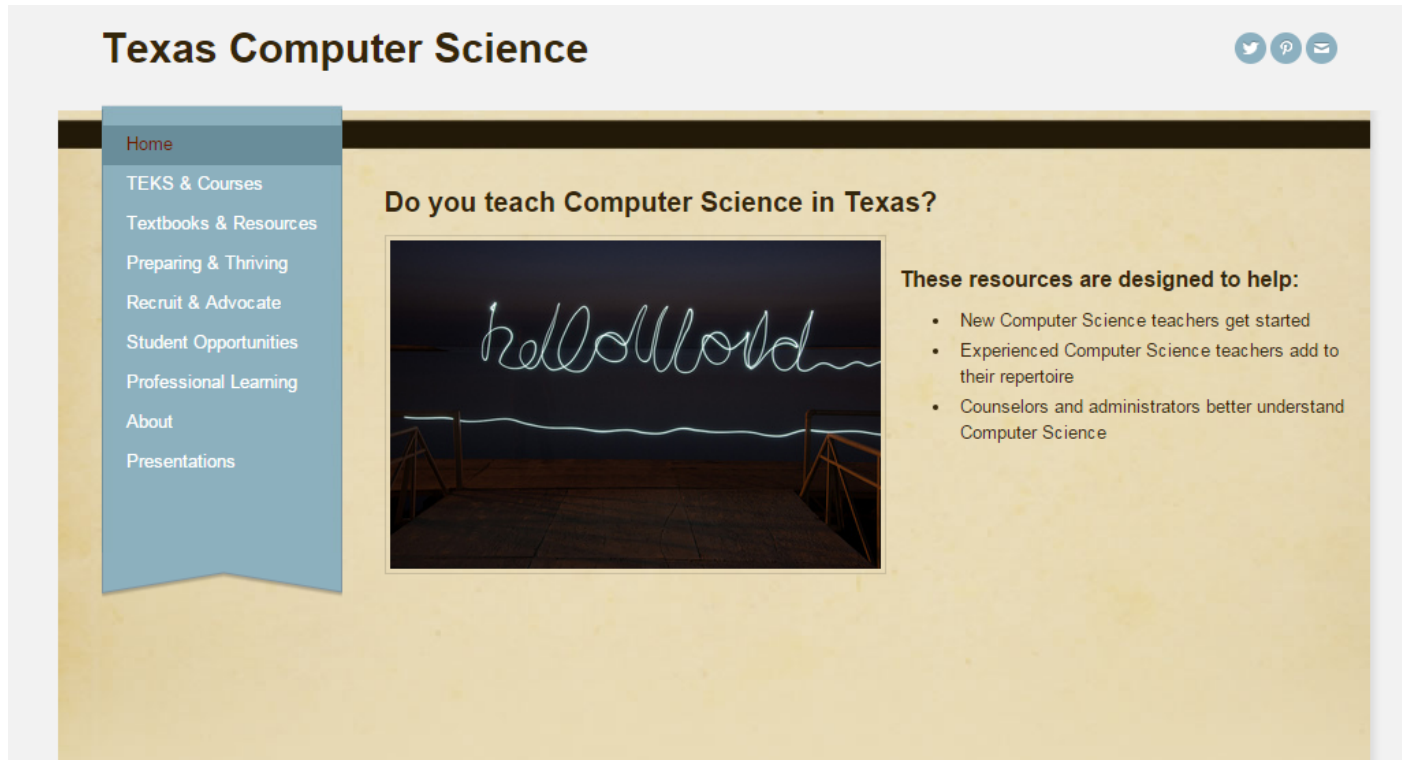 Texas Computer Science
Home
TEKS & Courses
Textbooks & Resources
Preparing & Thriving
Recruit & Advocate
Student Opportunities
Professional Learning
About
Presentations
Do you teach Computer Science in Texas?
helloWorld
These resources are designed to help:
New Computer Science teachers get started
Experienced Computer Science teachers add to
their repertoire
Counselors and administrators better understand
Computer Science